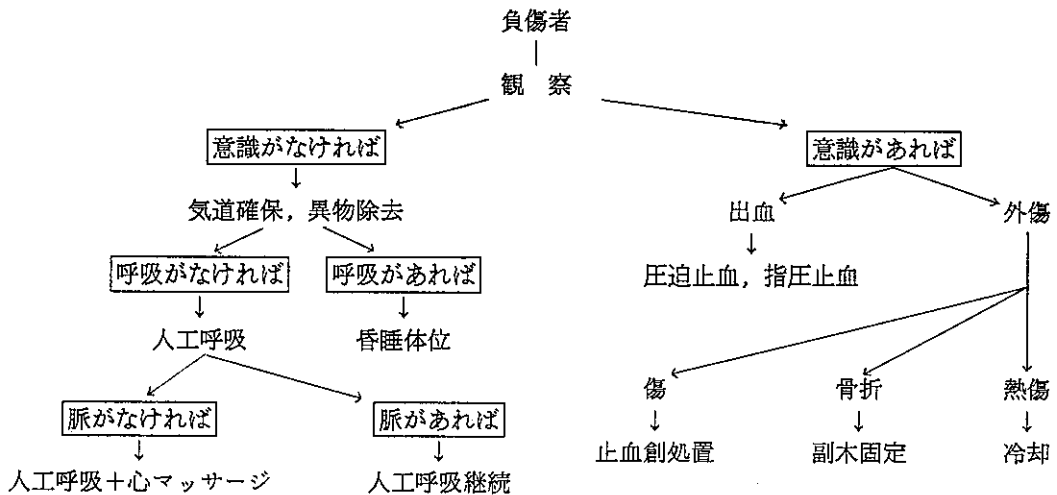 負傷者
観 察
意識がなければ
意識があれば
気道確保，異物除去
出血
外傷
呼吸がなければ
呼吸があれば
圧迫止血，指圧止血
人工呼吸
昏睡体位
傷
骨折
熱傷
脈がなければ
脈があれば
止血創処置
副木固定
冷却
人工呼吸＋心マッサージ
人工呼吸継続